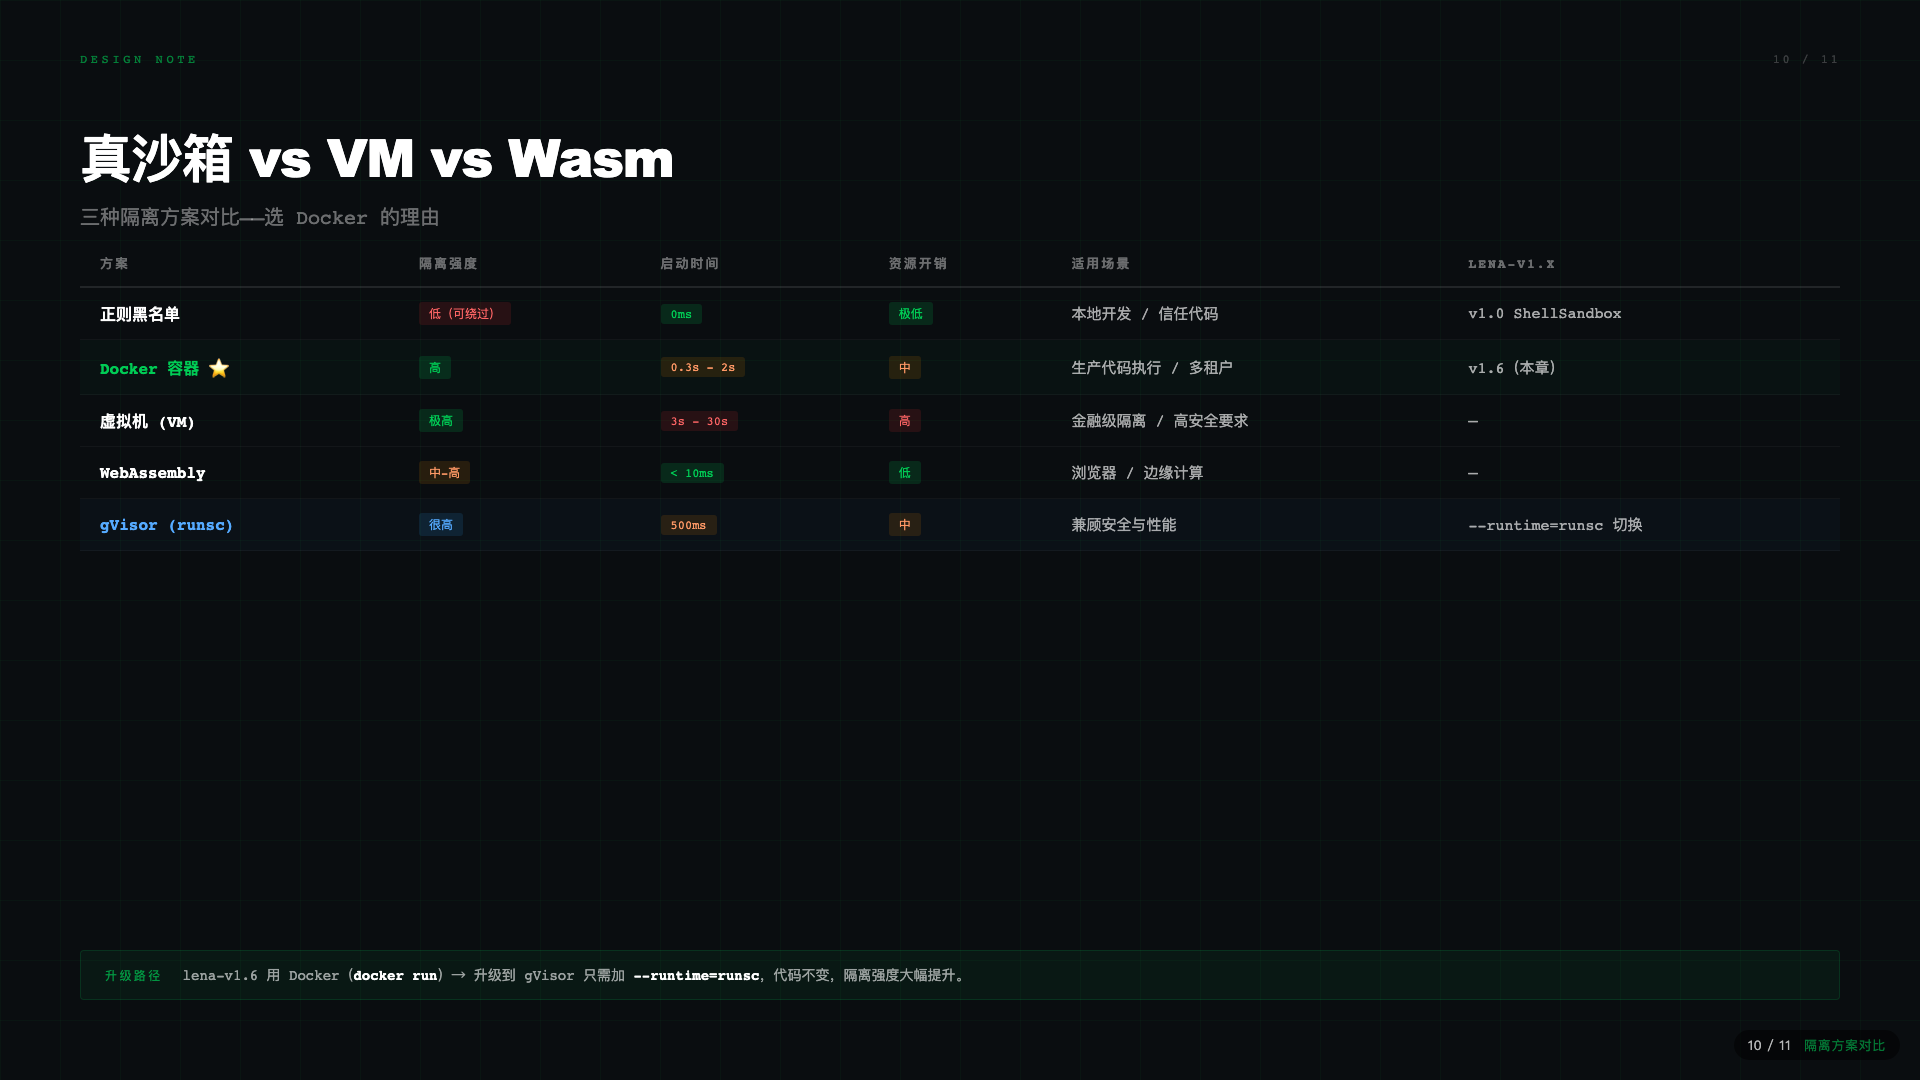 DESIGN NOTE
10 / 11
真沙箱 vs VM vs Wasm
三种隔离方案对比——选 Docker 的理由
方案 隔离强度 启动时间 资源开销 适用场景 LENA-V1.X
正则黑名单 低（可绕过） 0ms 极低 本地开发 / 信任代码 v1.0 ShellSandbox
Docker 容器 ⭐ 高 0.3s – 2s 中 生产代码执行 / 多租户 v1.6（本章）
虚拟机 (VM) 极高 3s – 30s 高 金融级隔离 / 高安全要求 —
WebAssembly 中-高 < 10ms 低 浏览器 / 边缘计算 —
gVisor (runsc) 很高 500ms 中 兼顾安全与性能 --runtime=runsc 切换
升级路径 lena-v1.6 用 Docker（docker run）→ 升级到 gVisor 只需加 --runtime=runsc，代码不变，隔离强度大幅提升。
10 / 11 隔离方案对比